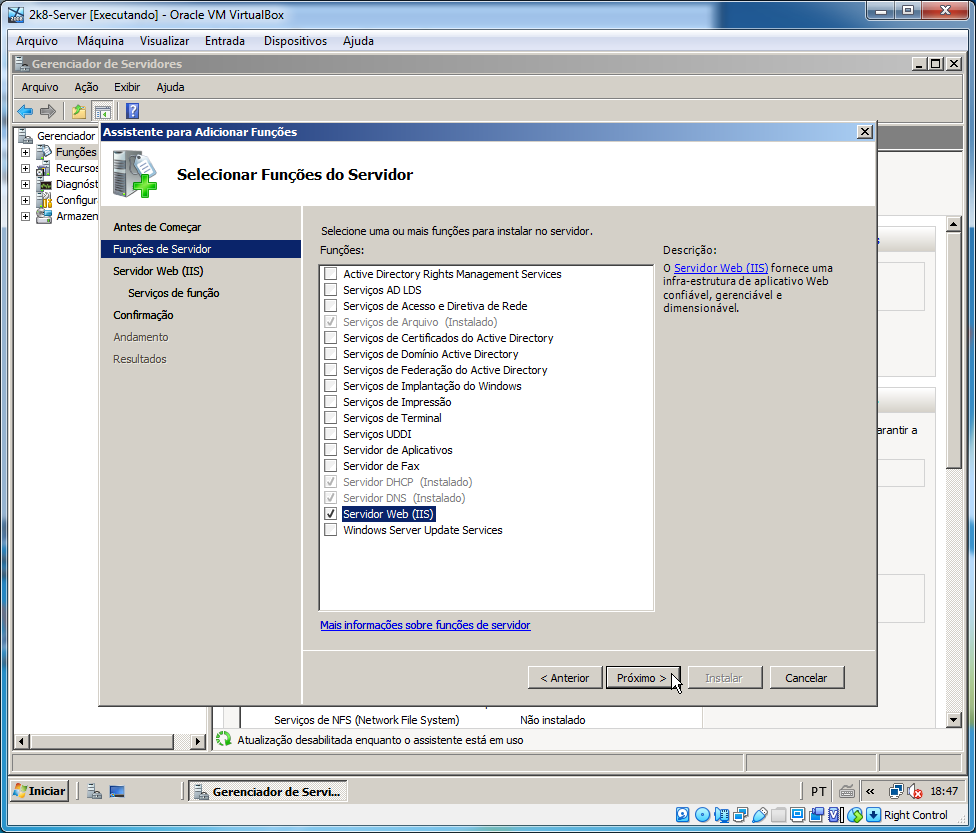 2k8-Server [Executando] - Oracle VM VirtualBox
Arquivo Máquina Visualizar Entrada Dispositivos Ajuda
Gerenciador de Servidores
Arquivo Ação Exibir Ajuda
Gerenciador
Funções
Recursos
Diagnóst
Configur
Armazen
Assistente para Adicionar Funções
Selecionar Funções do Servidor
Antes de Começar
Funções de Servidor
Servidor Web (IIS)
Serviços de função
Confirmação
Andamento
Resultados
Selecione uma ou mais funções para instalar no servidor.
Funções:
Active Directory Rights Management Services
Serviços AD LDS
Serviços de Acesso e Diretiva de Rede
Serviços de Arquivo (Instalado)
Serviços de Certificados do Active Directory
Serviços de Domínio Active Directory
Serviços de Federação do Active Directory
Serviços de Implantação do Windows
Serviços de Impressão
Serviços de Terminal
Serviços UDDI
Servidor de Aplicativos
Servidor de Fax
Servidor DHCP (Instalado)
Servidor DNS (Instalado)
Servidor Web (IIS)
Windows Server Update Services
Mais informações sobre funções de servidor
Descrição:
O Servidor Web (IIS) fornece uma
infra-estrutura de aplicativo Web
confiável, gerenciável e
dimensionável.
arantir a
< Anterior Próximo > Instalar Cancelar
Serviços de NFS (Network File System) Não instalado
Atualização desabilitada enquanto o assistente está em uso
Iniciar Gerenciador de Servi... PT « 18:47
Right Control